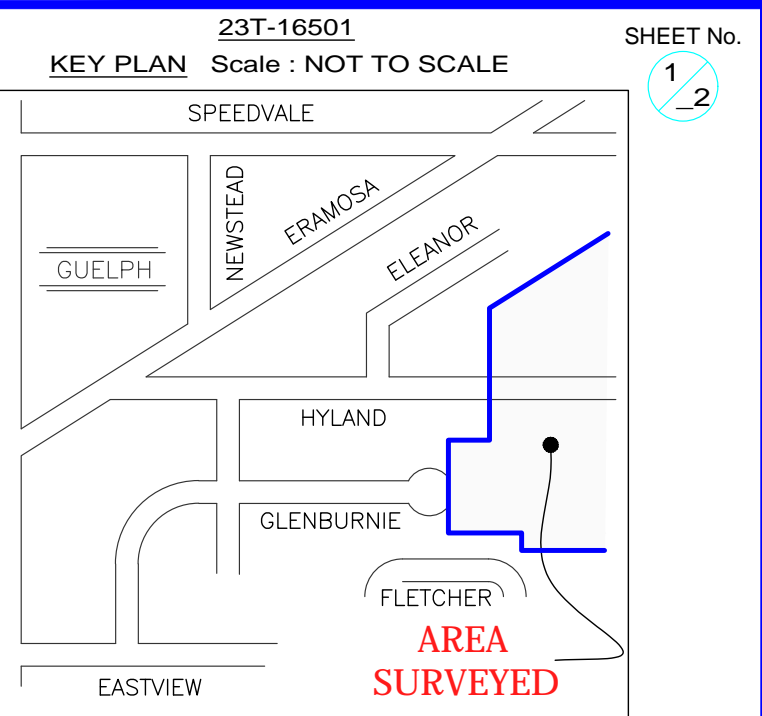 23T-16501
KEY PLAN Scale : NOT TO SCALE
SHEET No.
1
_2
SPEEDVALE
NEWSTEAD
ERAMOSA
ELEANOR
GUELPH
HYLAND
GLENBURNIE
FLETCHER
AREA
SURVEYED
EASTVIEW